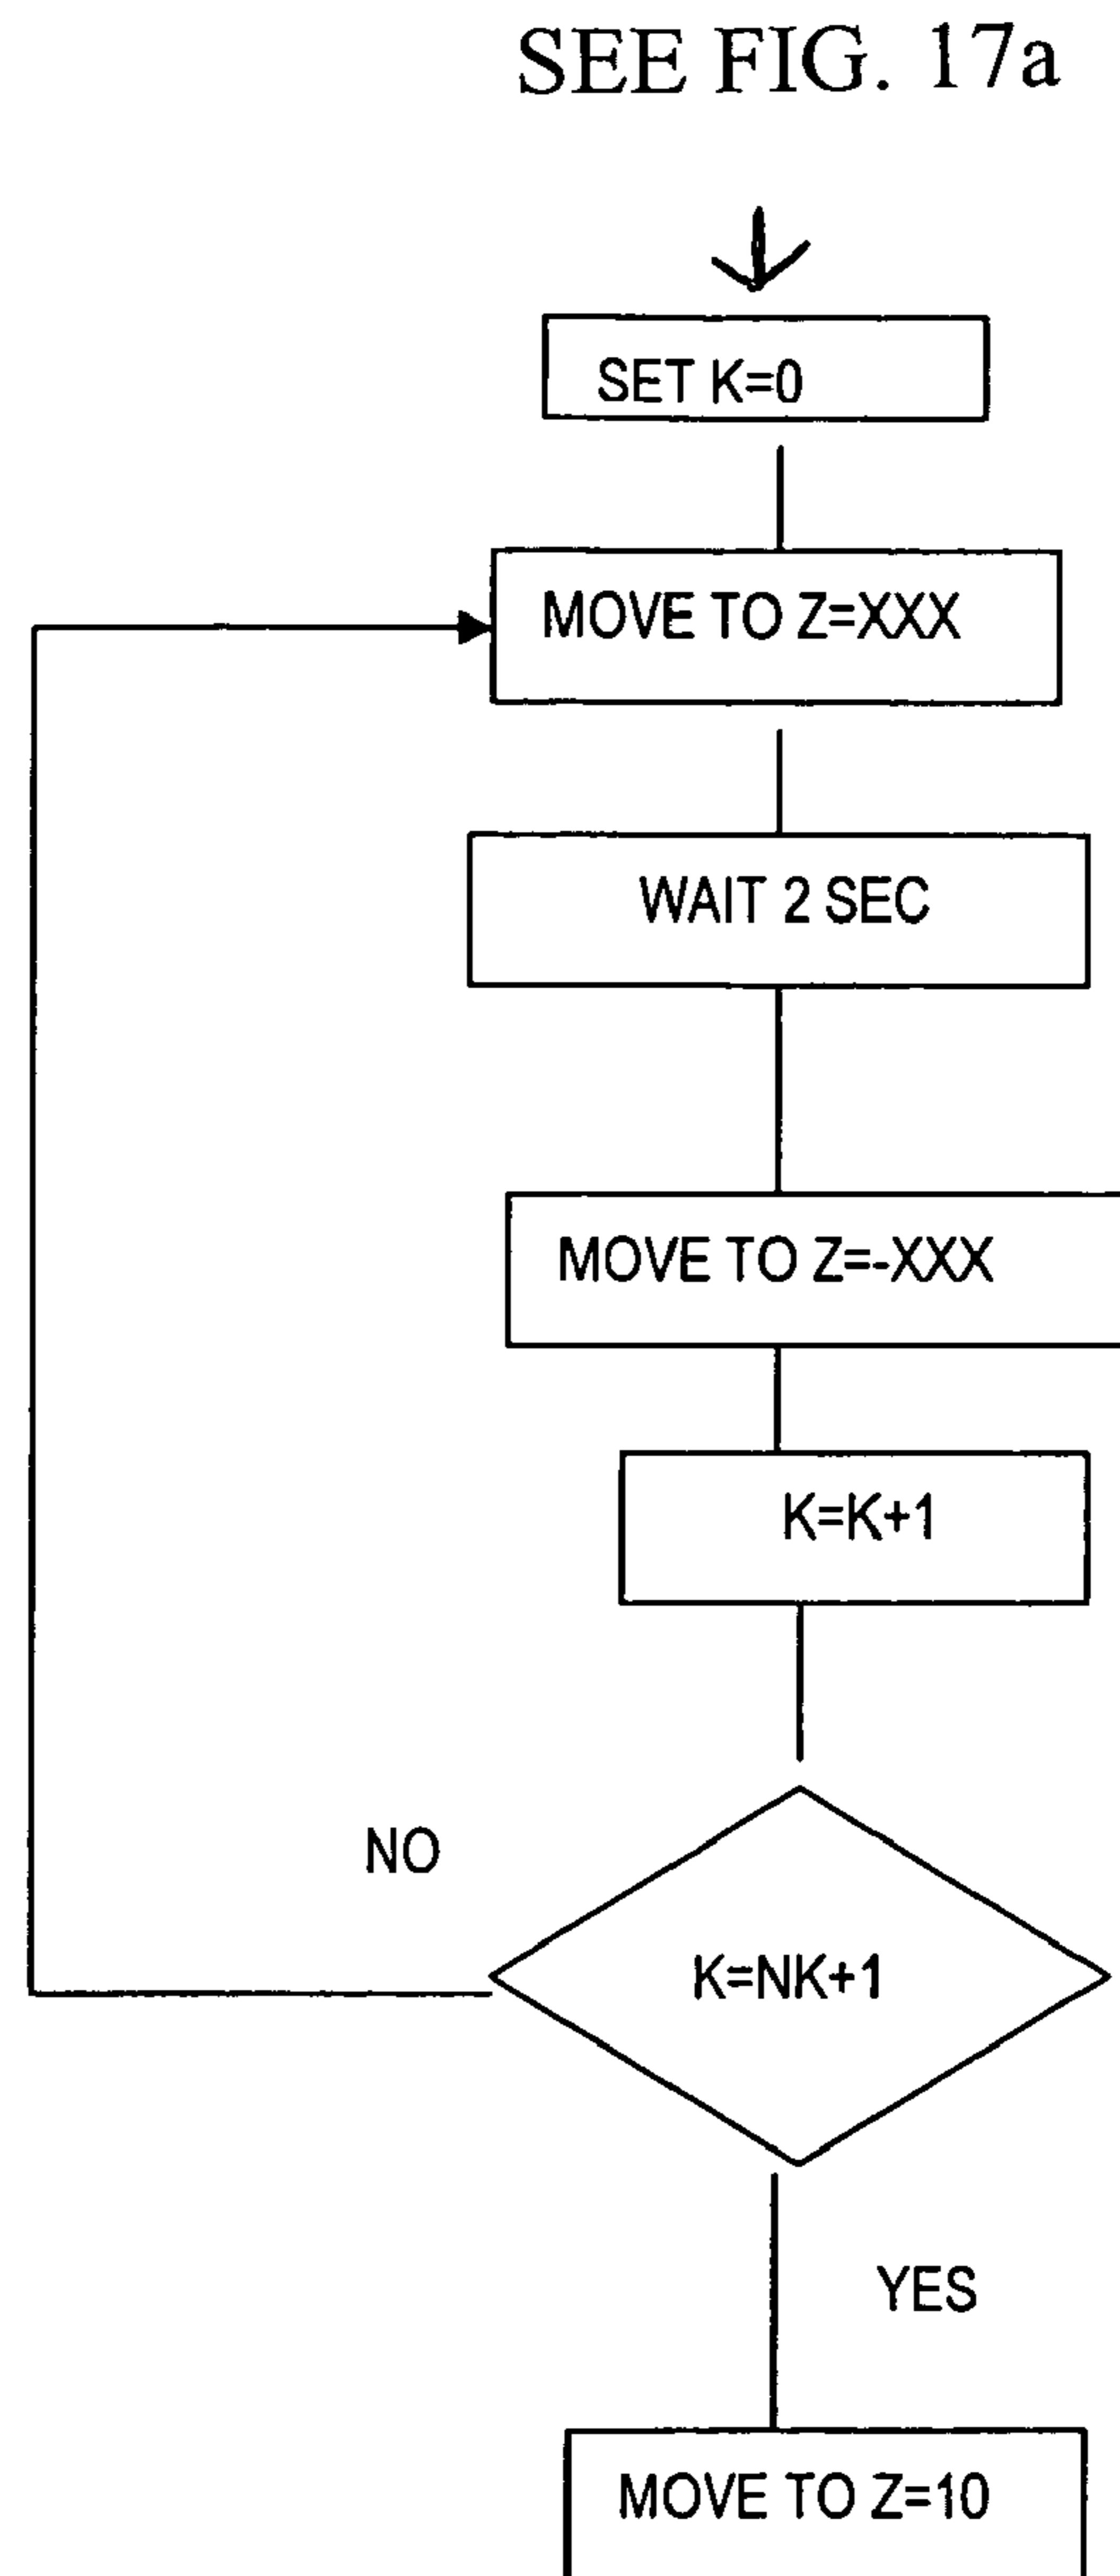 SEE FIG. 17a
SET K=0
MOVE TO Z=XXX
WAIT 2 SEC
MOVE TO Z=-XXX
K=K+1
NO
K=NK+1
YES
MOVE TO Z=10